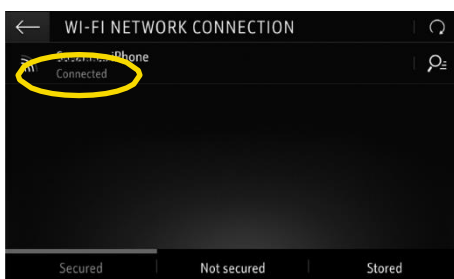 WI-FI NETWORK CONNECTION
iPhone
Connected
Secured
Not secured
Stored